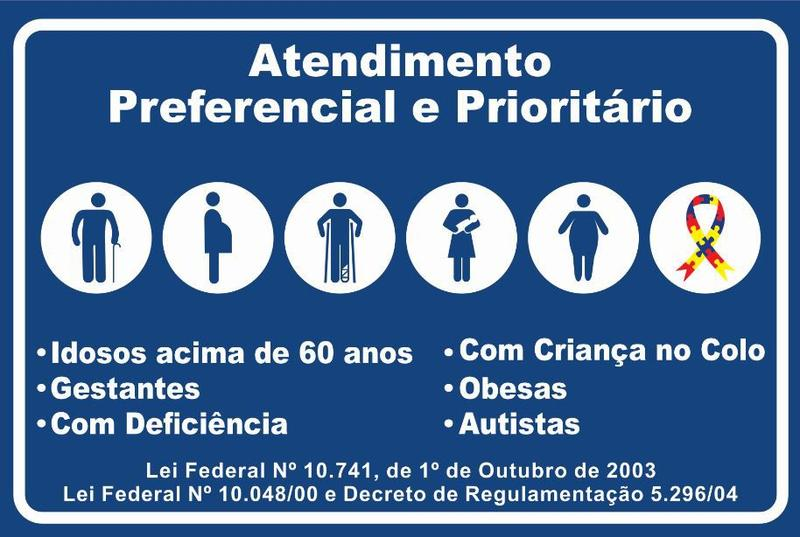 Atendimento
Preferencial e Prioritário
• Idosos acima de 60 anos
• Gestantes
• Com Deficiência
• Com Criança no Colo
• Obesas
• Autistas
Lei Federal Nº 10.741, de 1º de Outubro de 2003
Lei Federal Nº 10.048/00 e Decreto de Regulamentação 5.296/04